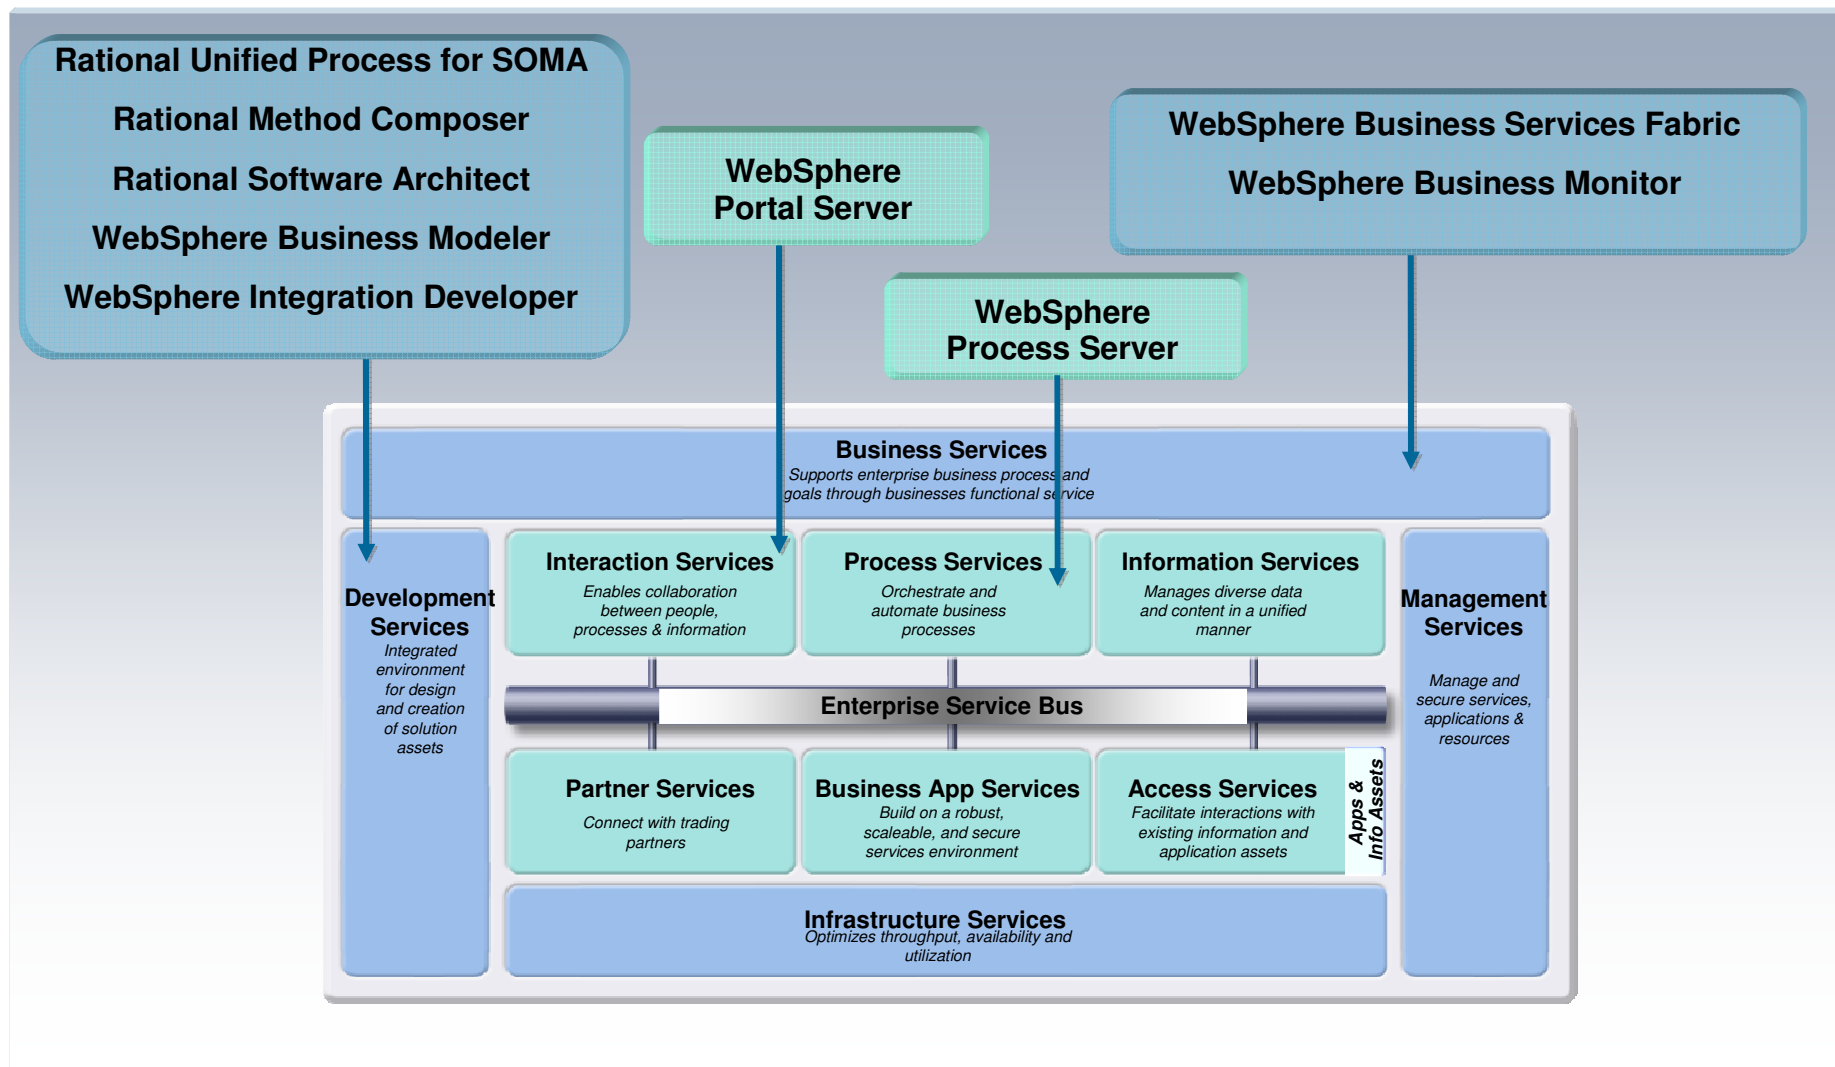 Rational Unified Process for SOMA
Rational Method Composer
Rational Software Architect
WebSphere Business Modeler
WebSphere Integration Developer
WebSphere
Portal Server
WebSphere
Process Server
WebSphere Business Services Fabric
WebSphere Business Monitor
Business Services
Supports enterprise business process and
goals through businesses functional service
Development
Services
Integrated
environment
for design
and creation
of solution
assets
Interaction Services
Enables collaboration
between people,
processes & information
Process Services
Orchestrate and
automate business
processes
Information Services
Manages diverse data
and content in a unified
manner
Management
Services
Manage and
secure services,
applications &
resources
Enterprise Service Bus
Partner Services
Connect with trading
partners
Business App Services
Build on a robust,
scaleable, and secure
services environment
Access Services
Facilitate interactions with
existing information and
application assets
Apps &
Info Assets
Infrastructure Services
Optimizes throughput, availability and
utilization